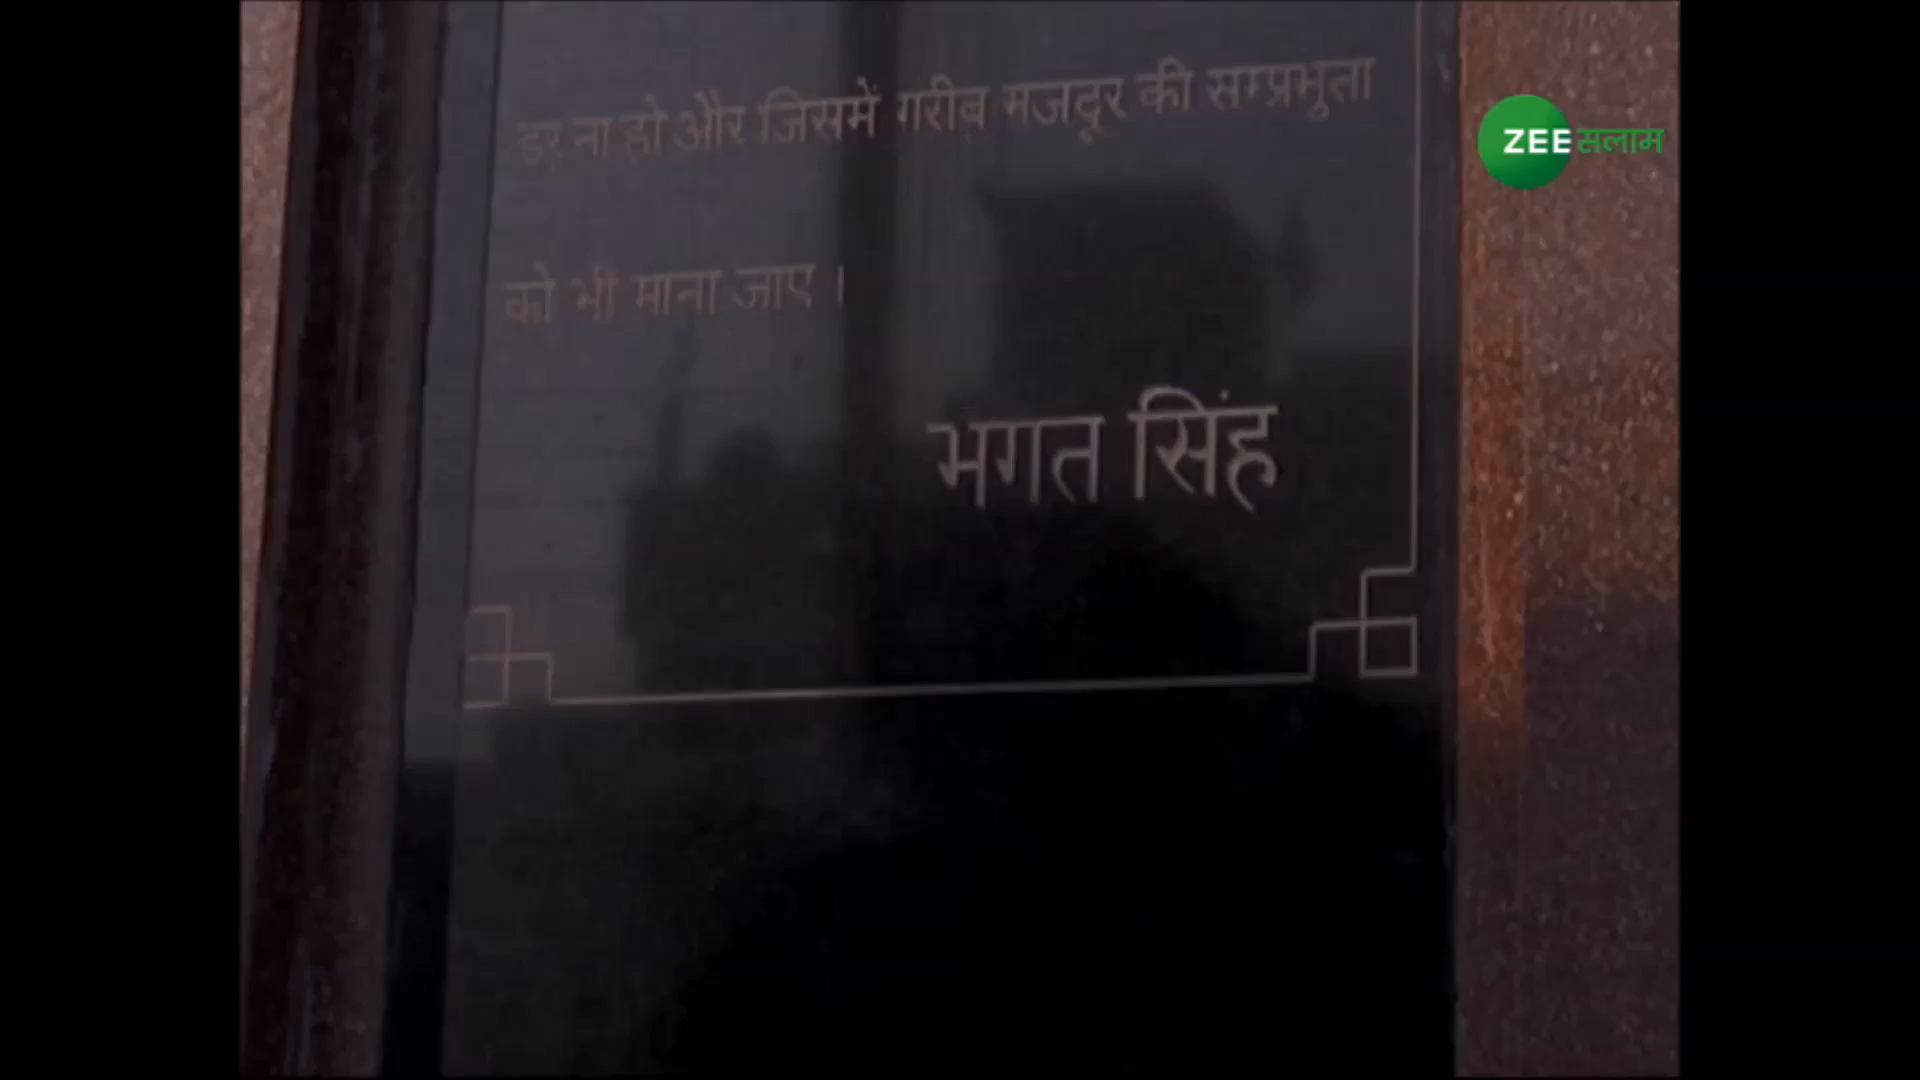 डर ना हो और जिसमें गरीब मजदूर की सम्प्रभुता
को भी माना जाए ।
भगत सिंह
ZEE सलाम